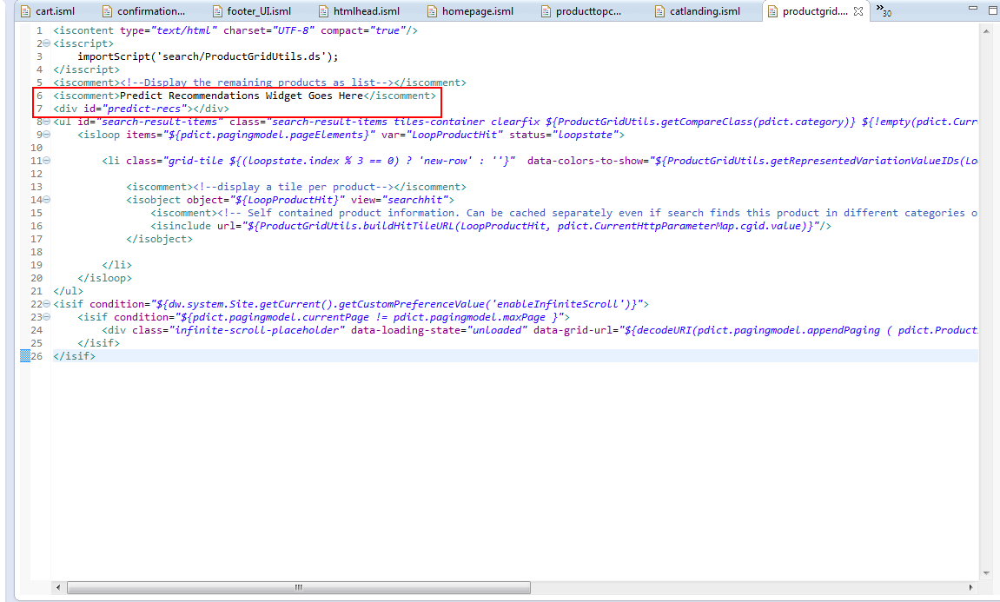 cart.isml confirmation... footer_UI.isml htmlhead.isml homepage.isml producttopc... catlanding.isml productgrid.... »30
1 <iscontent type="text/html" charset="UTF-8" compact="true"/>
2 <isscript>
3 importScript('search/ProductGridUtils.ds');
4 </isscript>
5 <iscomment><!--Display the remaining products as list--></iscomment>
6 <iscomment>Predict Recommendations Widget Goes Here</iscomment>
7 <div id="predict-recs"></div>
8 <ul id="search-result-items" class="search-result-items tiles-container clearfix ${ProductGridUtils.getCompareClass(pdict.category)} ${!empty(pdict.Curr
9 <isloop items="${pdict.pagingmodel.pageElements}" var="LoopProductHit" status="loopstate">
10
11 <li class="grid-tile ${(loopstate.index % 3 == 0) ? 'new-row' : ''}" data-colors-to-show="${ProductGridUtils.getRepresentedVariationValueIDs(Lo
12
13 <iscomment><!--display a tile per product--></iscomment>
14 <isobject object="${LoopProductHit}" view="searchhit">
15 <iscomment><!-- Self contained product information. Can be cached separately even if search finds this product in different categories o
16 <isinclude url="${ProductGridUtils.buildHitTileURL(LoopProductHit, pdict.CurrentHttpParameterMap.cgid.value)}"/>
17 </isobject>
18
19 </li>
20 </isloop>
21 </ul>
22 <isif condition="${dw.system.Site.getCurrent().getCustomPreferenceValue('enableInfiniteScroll')}">
23 <isif condition="${pdict.pagingmodel.currentPage != pdict.pagingmodel.maxPage }">
24 <div class="infinite-scroll-placeholder" data-loading-state="unloaded" data-grid-url="${decodeURI(pdict.pagingmodel.appendPaging ( pdict.Product
25 </isif>
26 </isif>